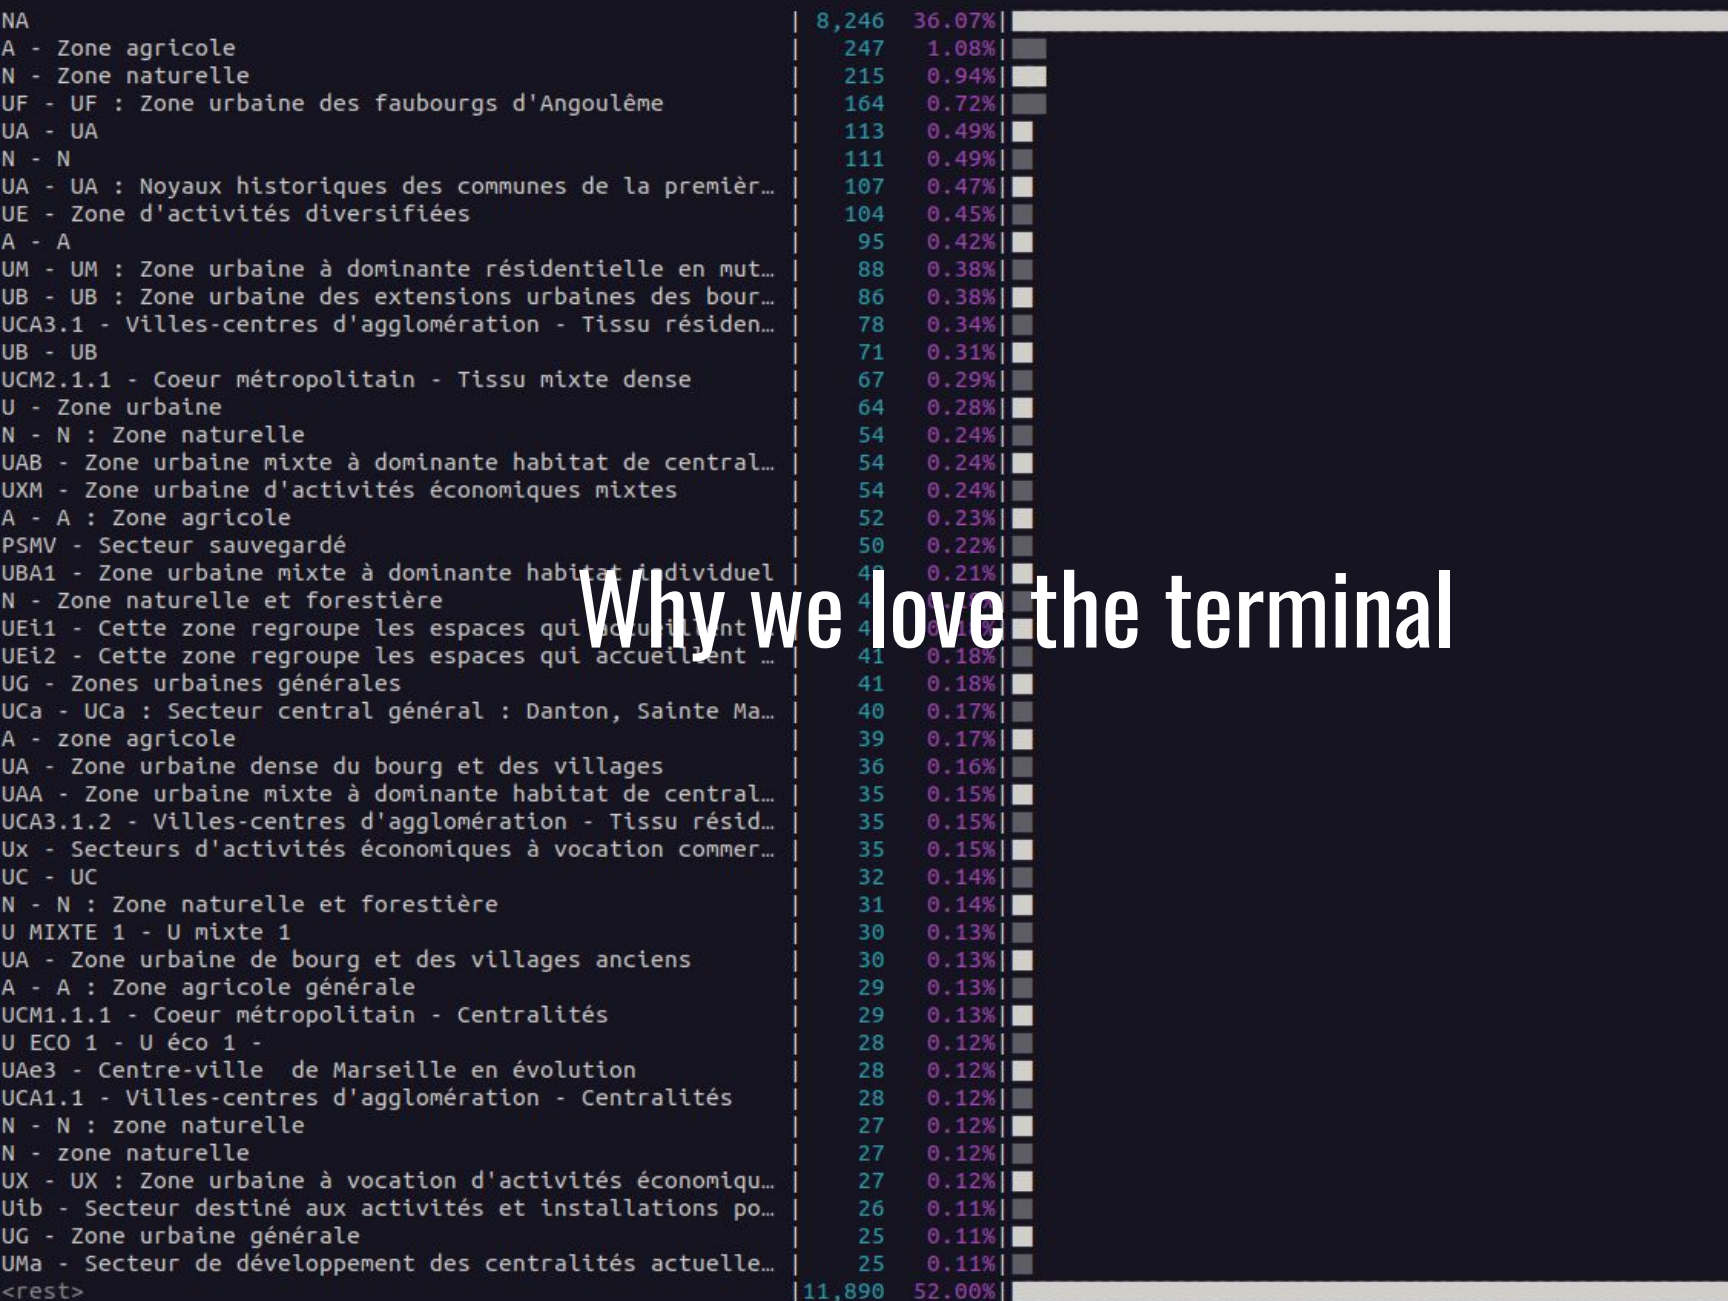 NA | 8,246 36.07%|
A - Zone agricole | 247 1.08%|
N - Zone naturelle | 215 0.94%|
UF - UF : Zone urbaine des faubourgs d'Angoulême | 164 0.72%|
UA - UA | 113 0.49%|
N - N | 111 0.49%|
UA - UA : Noyaux historiques des communes de la premièr… | 107 0.47%|
UE - Zone d'activités diversifiées | 104 0.45%|
A - A | 95 0.42%|
UM - UM : Zone urbaine à dominante résidentielle en mut… | 88 0.38%|
UB - UB : Zone urbaine des extensions urbaines des bour… | 86 0.38%|
UCA3.1 - Villes-centres d'agglomération - Tissu résiden… | 78 0.34%|
UB - UB | 71 0.31%|
UCM2.1.1 - Coeur métropolitain - Tissu mixte dense | 67 0.29%|
U - Zone urbaine | 64 0.28%|
N - N : Zone naturelle | 54 0.24%|
UAB - Zone urbaine mixte à dominante habitat de central… | 54 0.24%|
UXM - Zone urbaine d'activités économiques mixtes | 54 0.24%|
A - A : Zone agricole | 52 0.23%|
PSMV - Secteur sauvegardé | 50 0.22%|
UBA1 - Zone urbaine mixte à dominante habitat individuel | 0.21%|
N - Zone naturelle et forestière
UEi1 - Cette zone regroupe les espaces qui accueillent
Why we love the terminal
UEi2 - Cette zone regroupe les espaces qui accueillent … | 41 0.18%|
UG - Zones urbaines générales | 41 0.18%|
UCa - UCa : Secteur central général : Danton, Sainte Ma… | 40 0.17%|
A - zone agricole | 39 0.17%|
UA - Zone urbaine dense du bourg et des villages | 36 0.16%|
UAA - Zone urbaine mixte à dominante habitat de central… | 35 0.15%|
UCA3.1.2 - Villes-centres d'agglomération - Tissu résid… | 35 0.15%|
Ux - Secteurs d'activités économiques à vocation commer… | 35 0.15%|
UC - UC | 32 0.14%|
N - N : Zone naturelle et forestière | 31 0.14%|
U MIXTE 1 - U mixte 1 | 30 0.13%|
UA - Zone urbaine de bourg et des villages anciens | 30 0.13%|
A - A : Zone agricole générale | 29 0.13%|
UCM1.1.1 - Coeur métropolitain - Centralités | 29 0.13%|
U ECO 1 - U éco 1 - | 28 0.12%|
UAe3 - Centre-ville  de Marseille en évolution | 28 0.12%|
UCA1.1 - Villes-centres d'agglomération - Centralités | 28 0.12%|
N - N : zone naturelle | 27 0.12%|
N - zone naturelle | 27 0.12%|
UX - UX : Zone urbaine à vocation d'activités économiqu… | 27 0.12%|
Uib - Secteur destiné aux activités et installations po… | 26 0.11%|
UG - Zone urbaine générale | 25 0.11%|
UMa - Secteur de développement des centralités actuelle… | 25 0.11%|
<rest> |11,890 52.00%|